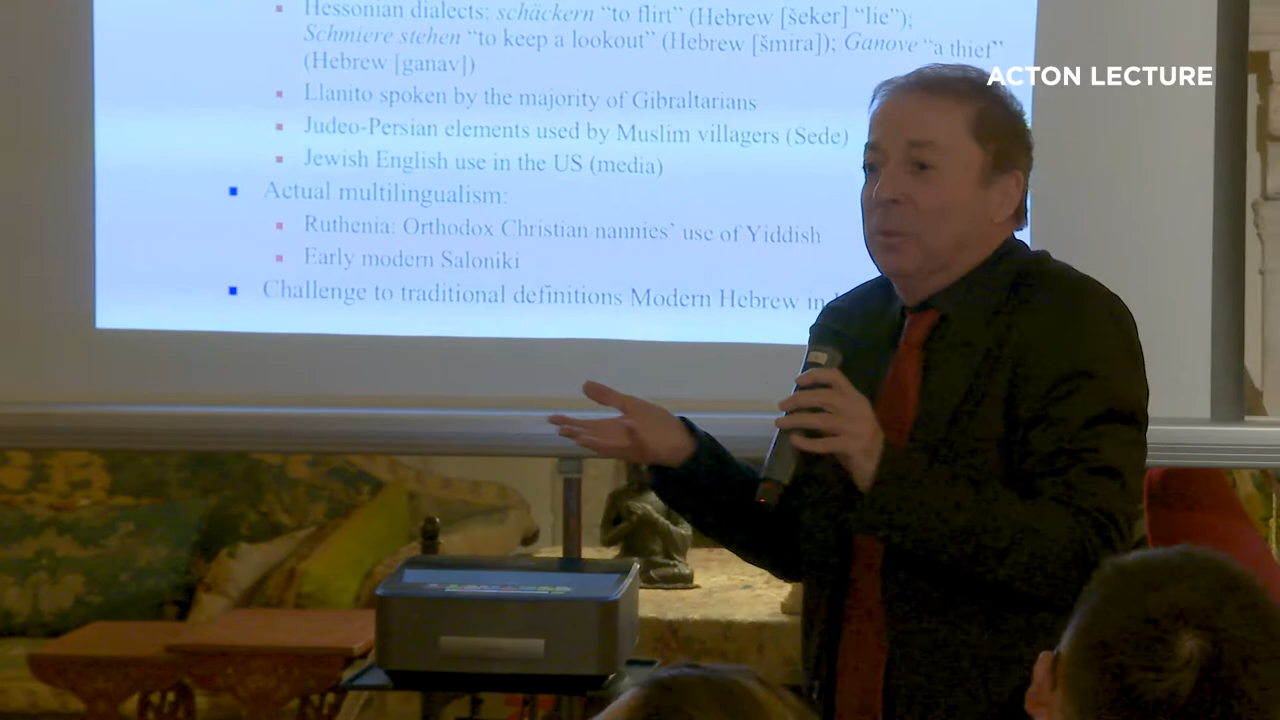 Hessonian dialects: schäckern “to flirt” (Hebrew [šeker] “lie”);
Schmiere stehen “to keep a lookout” (Hebrew [šmira]); Ganove “a thief”
(Hebrew [ganav])
ACTON LECTURE
Llanito spoken by the majority of Gibraltarians
Judeo-Persian elements used by Muslim villagers (Sede)
Jewish English use in the US (media)
Actual multilingualism:
Ruthenia: Orthodox Christian nannies’ use of Yiddish
Early modern Saloniki
Challenge to traditional definitions Modern Hebrew in